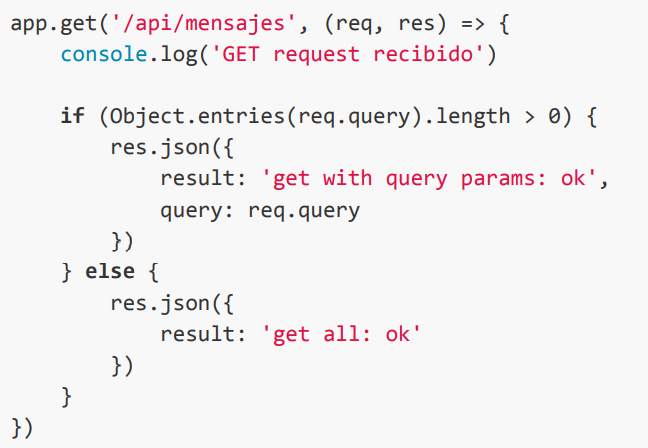 app.get('/api/mensajes', (req, res) => {
    console.log('GET request recibido')

    if (Object.entries(req.query).length > 0) {
        res.json({
            result: 'get with query params: ok',
            query: req.query
        })
    } else {
        res.json({
            result: 'get all: ok'
        })
    }
})